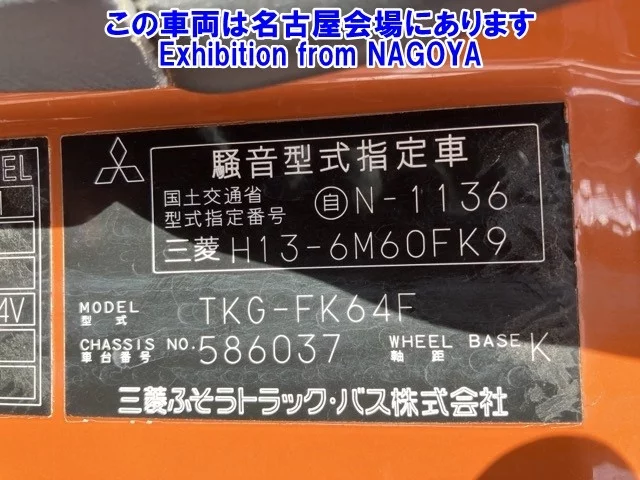 この車両は名古屋会場にあります
Exhibition from NAGOYA
EL
4V
騒音型式指定車
国土交通省
型式指定番号 自N-1136
三菱 H13-6M60FK9
MODEL
型式 TKG-FK64F
CHASSIS NO.
車台番号 586037
WHEEL BASE
軸距 K
三菱ふそうトラック・バス株式会社